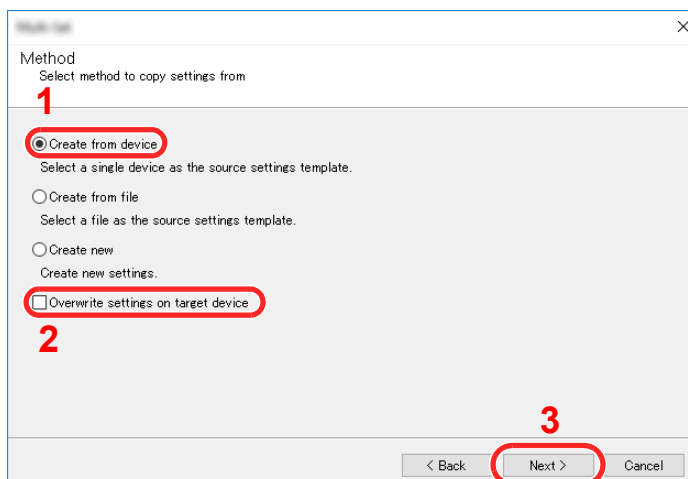 Method
Select method to copy settings from
1
Create from device
Select a single device as the source settings template.
Create from file
Select a file as the source settings template.
Create new
Create new settings.
Overwrite settings on target device
2
3
< Back Next > Cancel